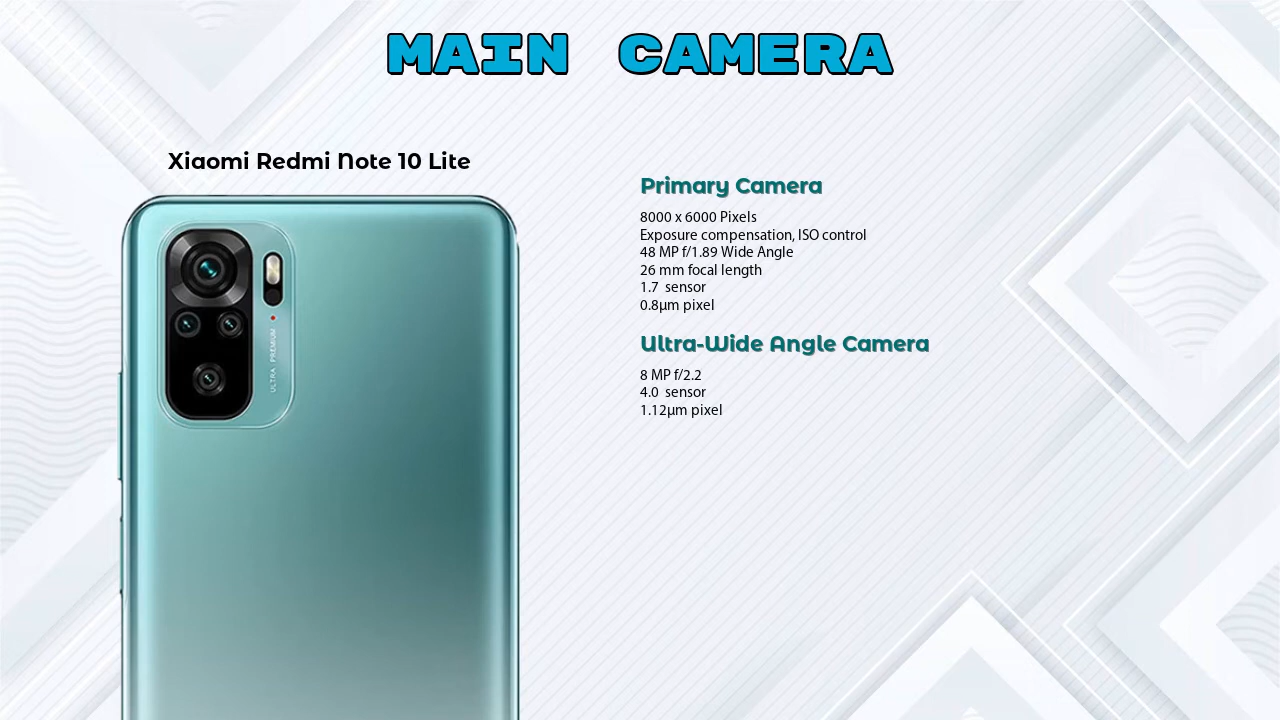 MAIN CAMERA
Xiaomi Redmi Note 10 Lite
Primary Camera
8000 x 6000 Pixels
Exposure compensation, ISO control
48 MP f/1.89 Wide Angle
26 mm focal length
1.7  sensor
0.8µm pixel
Ultra-Wide Angle Camera
8 MP f/2.2
4.0  sensor
1.12µm pixel
ULTRA PREMIUM